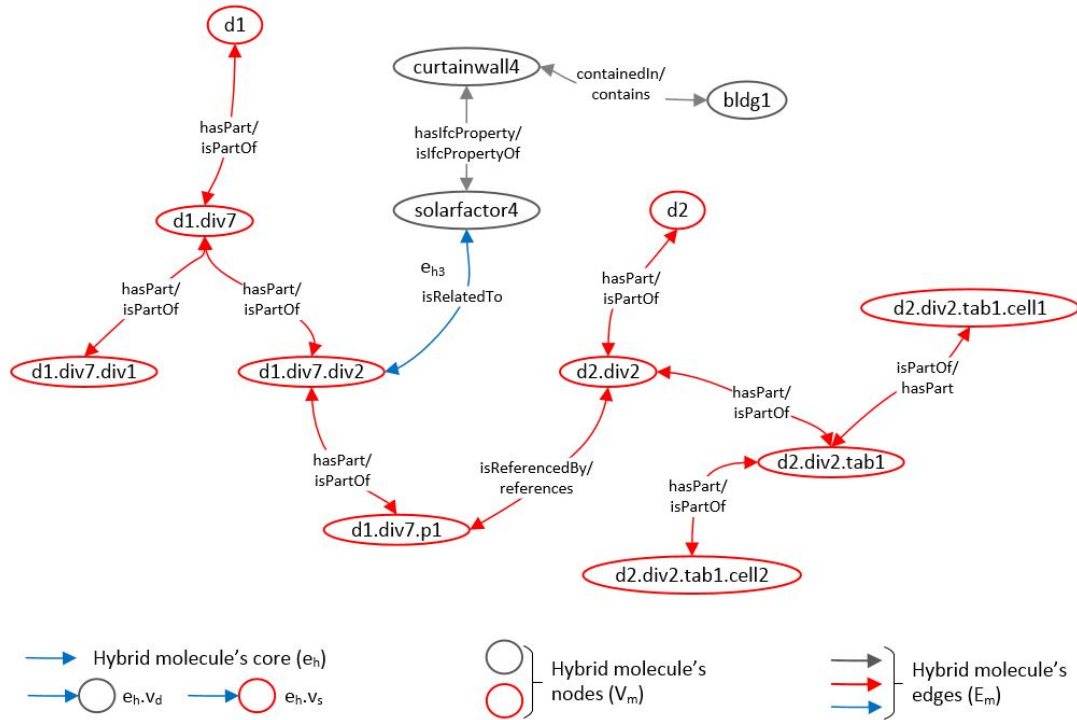 d1
curtainwall4
containedIn/
contains
bldg1
hasPart/
isPartOf
hasIfcProperty/
isIfcPropertyOf
d1.div7
solarfactor4
d2
eh3
isRelatedTo
hasPart/
isPartOf
hasPart/
isPartOf
hasPart/
isPartOf
d2.div2.tab1.cell1
d1.div7.div1
d1.div7.div2
d2.div2
isPartOf/
hasPart
hasPart/
isPartOf
hasPart/
isPartOf
isReferencedBy/
references
d2.div2.tab1
hasPart/
isPartOf
d1.div7.p1
d2.div2.tab1.cell2
Hybrid molecule's core (eh)
eh.vd
eh.vs
Hybrid molecule's
nodes (Vm)
Hybrid molecule's
edges (Em)